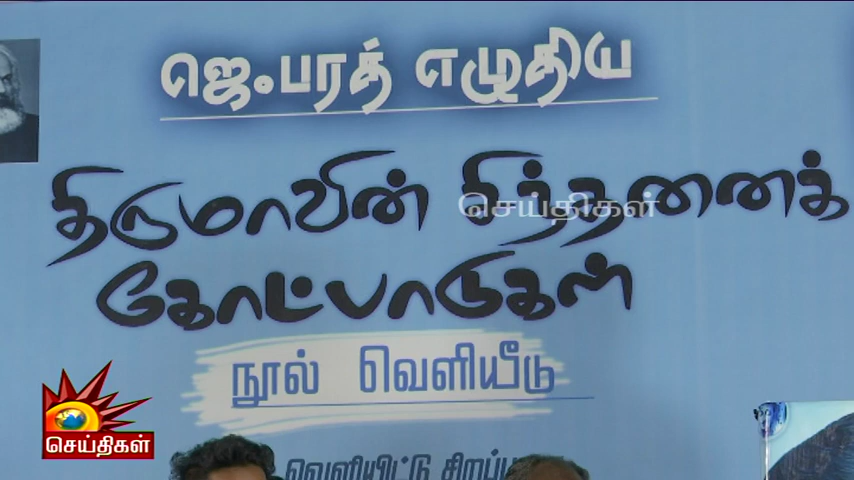 ஜெ.பரத் எழுதிய
திருமாவின் சிந்தனைக்
செய்திகள்
கோட்பாடுகள்
நூல் வெளியீடு
செய்திகள்
வெளியிட்டு